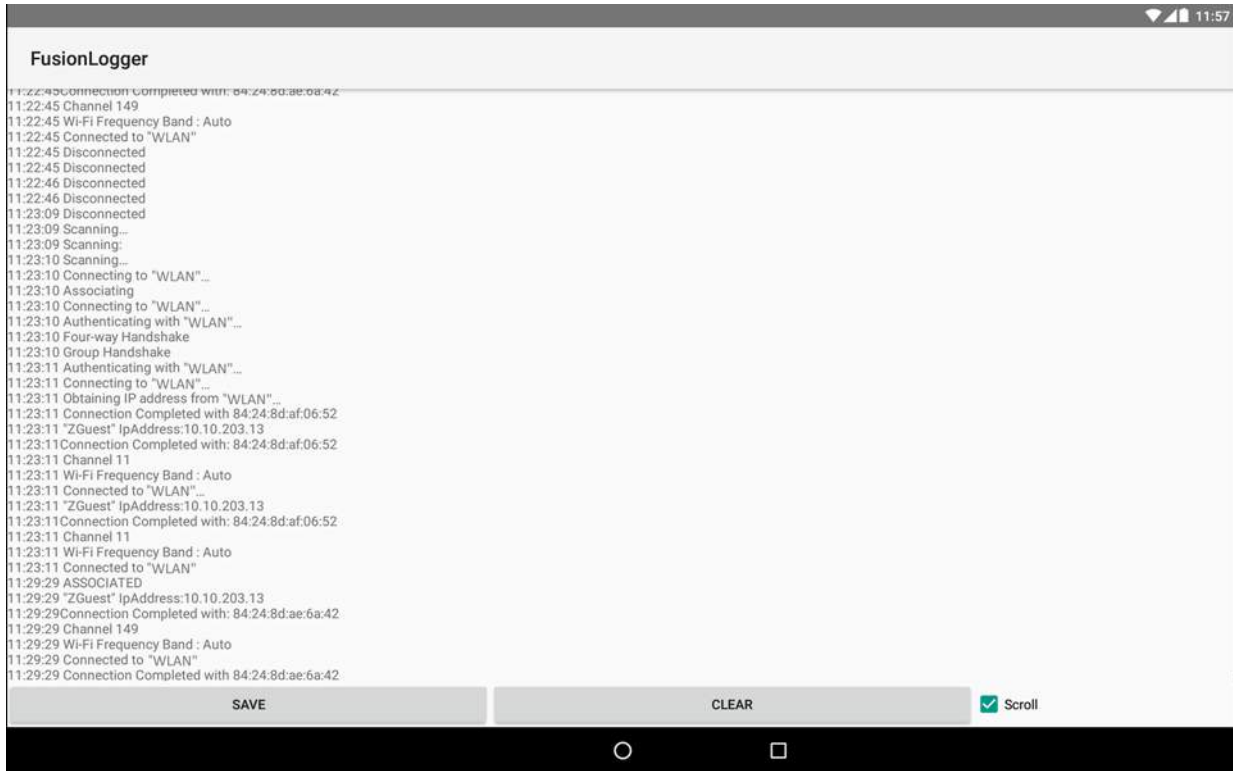 11:57
FusionLogger
11:22:45Connection Completed with: 84:24:8d:ae:6a:42
11:22:45 Channel 149
11:22:45 Wi-Fi Frequency Band : Auto
11:22:45 Connected to "WLAN"
11:22:45 Disconnected
11:22:45 Disconnected
11:22:46 Disconnected
11:22:46 Disconnected
11:23:09 Disconnected
11:23:09 Scanning...
11:23:09 Scanning:
11:23:10 Scanning...
11:23:10 Connecting to "WLAN"...
11:23:10 Associating
11:23:10 Connecting to "WLAN"...
11:23:10 Authenticating with "WLAN"...
11:23:10 Four-way Handshake
11:23:10 Group Handshake
11:23:11 Authenticating with "WLAN"...
11:23:11 Connecting to "WLAN"...
11:23:11 Obtaining IP address from "WLAN"...
11:23:11 Connection Completed with 84:24:8d:af:06:52
11:23:11 "ZGuest" IpAddress:10.10.203.13
11:23:11Connection Completed with: 84:24:8d:af:06:52
11:23:11 Channel 11
11:23:11 Wi-Fi Frequency Band : Auto
11:23:11 Connected to "WLAN"...
11:23:11 "ZGuest" IpAddress:10.10.203.13
11:23:11Connection Completed with: 84:24:8d:af:06:52
11:23:11 Channel 11
11:23:11 Wi-Fi Frequency Band : Auto
11:23:11 Connected to "WLAN"
11:29:29 ASSOCIATED
11:29:29 "ZGuest" IpAddress:10.10.203.13
11:29:29Connection Completed with: 84:24:8d:ae:6a:42
11:29:29 Channel 149
11:29:29 Wi-Fi Frequency Band : Auto
11:29:29 Connected to "WLAN"
11:29:29 Connection Completed with 84:24:8d:ae:6a:42
SAVE
CLEAR
Scroll